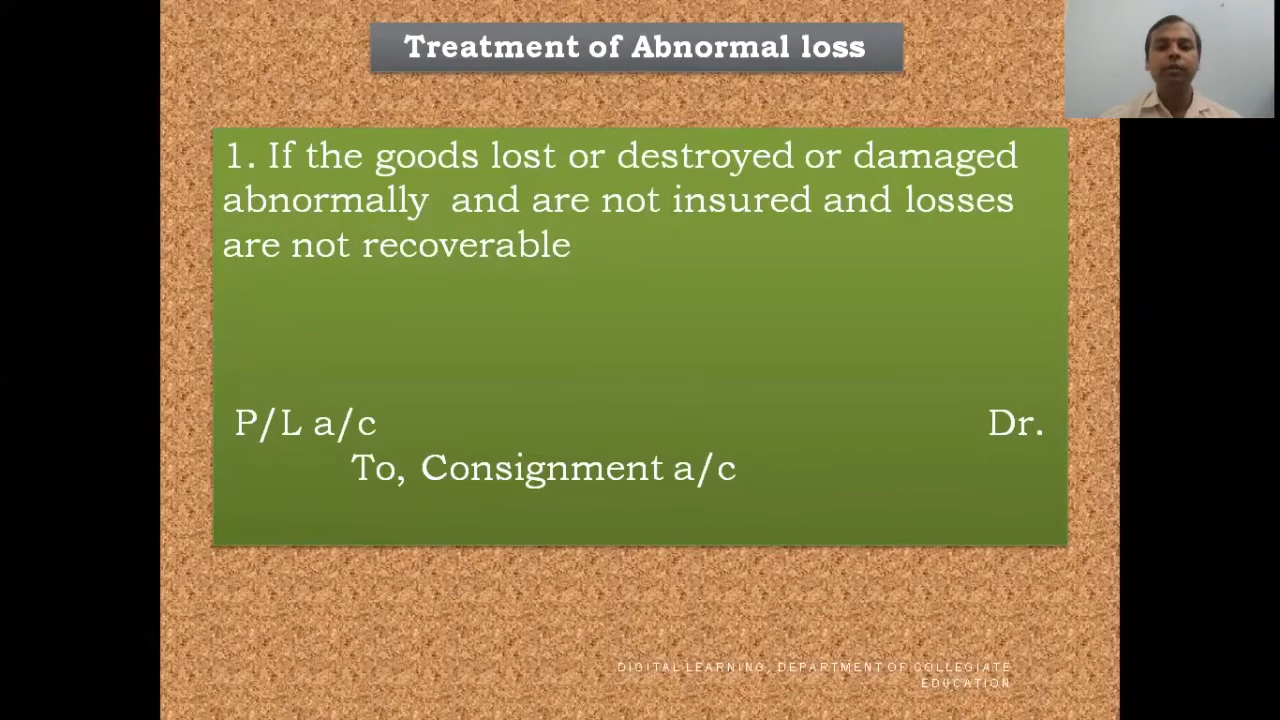 Treatment of Abnormal loss
1. If the goods lost or destroyed or damaged
abnormally and are not insured and losses
are not recoverable
P/L a/c Dr.
To, Consignment a/c
DIGITAL LEARNING, DEPARTMENT OF COLLEGIATE
EDUCATION